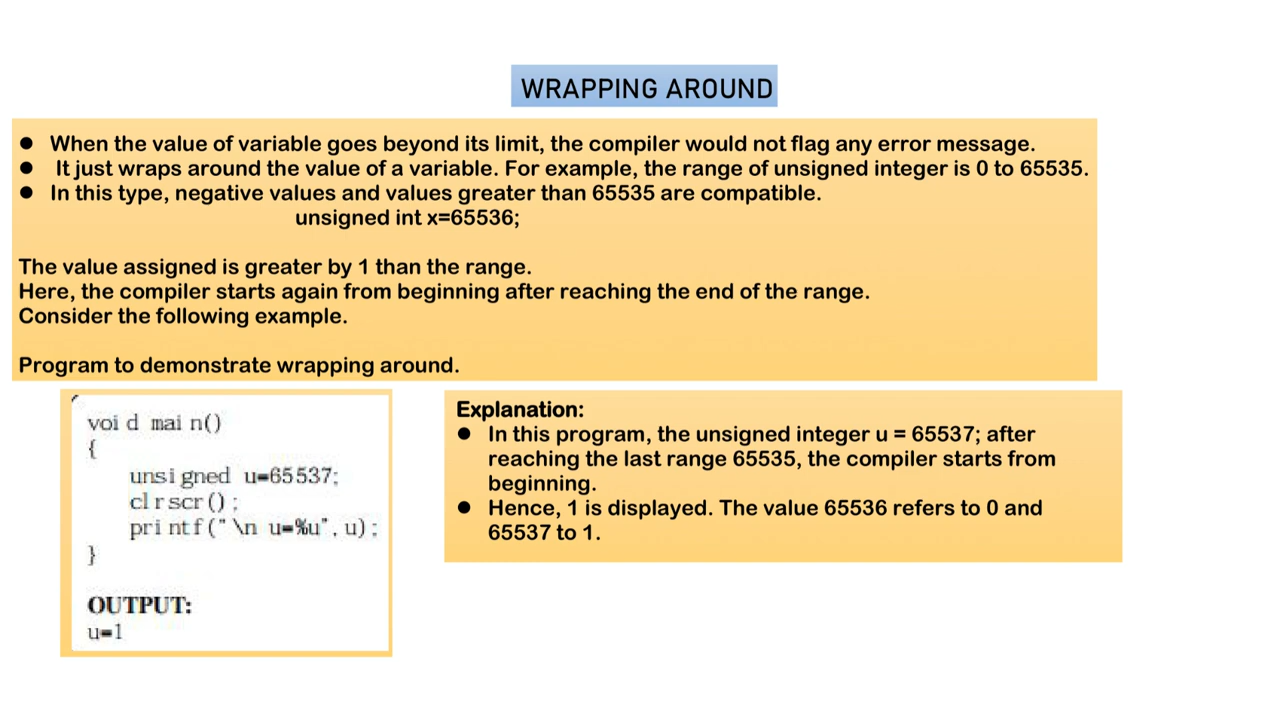 WRAPPING AROUND
● When the value of variable goes beyond its limit, the compiler would not flag any error message.
● It just wraps around the value of a variable. For example, the range of unsigned integer is 0 to 65535.
● In this type, negative values and values greater than 65535 are compatible.
unsigned int x=65536;
The value assigned is greater by 1 than the range.
Here, the compiler starts again from beginning after reaching the end of the range.
Consider the following example.
Program to demonstrate wrapping around.
void main()
{
unsigned u=65537;
clrscr();
printf("\n u=%u", u);
}
OUTPUT:
u=1
Explanation:
● In this program, the unsigned integer u = 65537; after
reaching the last range 65535, the compiler starts from
beginning.
● Hence, 1 is displayed. The value 65536 refers to 0 and
65537 to 1.